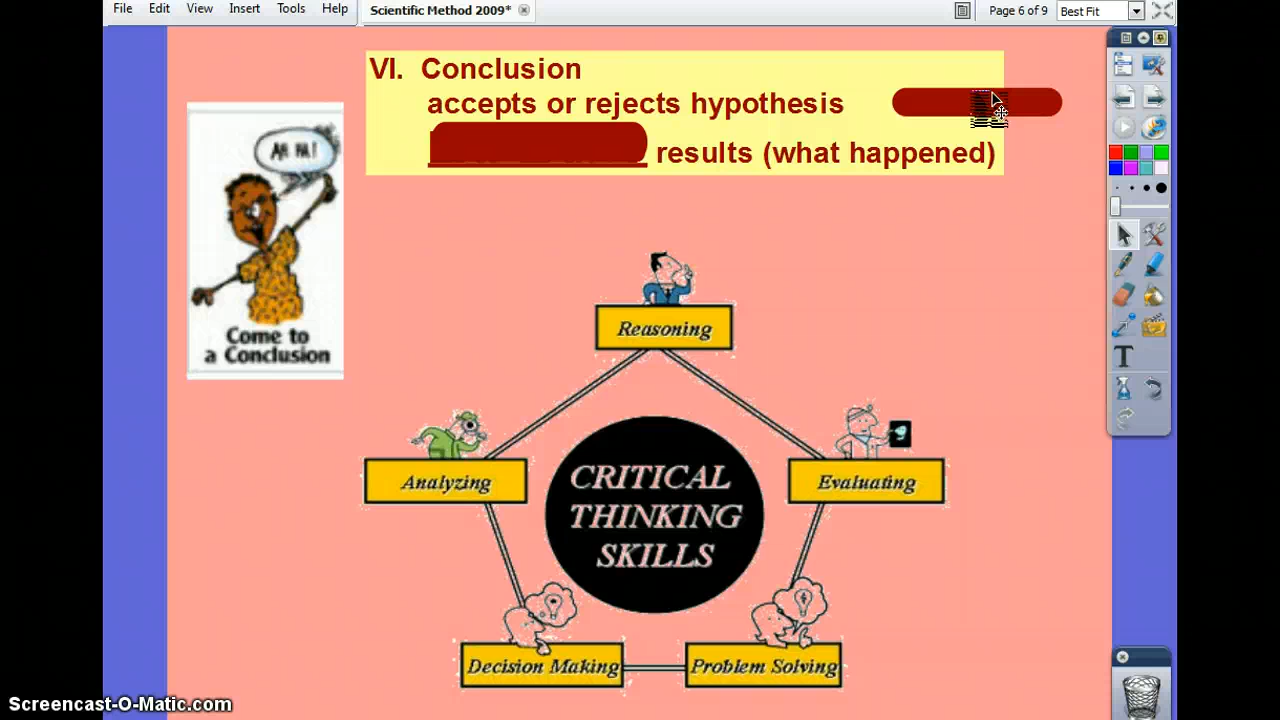 File Edit View Insert Tools Help
Scientific Method 2009*
Page 6 of 9
Best Fit
VI. Conclusion
accepts or rejects hypothesis
results (what happened)
AH HA!
Come to
a Conclusion
Reasoning
Analyzing
Evaluating
CRITICAL
THINKING
SKILLS
Decision Making
Problem Solving
T
Screencast-O-Matic.com